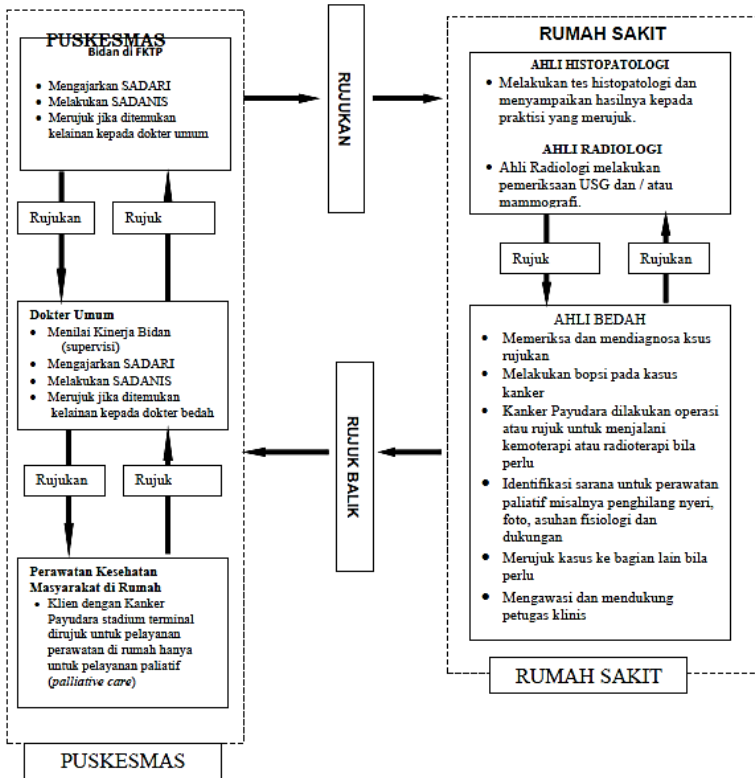 PUSKESMAS
Bidan di FKTP
• Mengajarkan SADARI
• Melakukan SADANIS
• Merujuk jika ditemukan
kelainan kepada dokter umum
Rujukan
Rujuk
Dokter Umum
• Menilai Kinerja Bidan
(supervisi)
• Mengajarkan SADARI
• Melakukan SADANIS
• Merujuk jika ditemukan
kelainan kepada dokter bedah
Rujukan
Rujuk
Perawatan Kesehatan
Masyarakat di Rumah
• Klien dengan Kanker
Payudara stadium terminal
dirujuk untuk pelayanan
perawatan di rumah hanya
untuk pelayanan paliatif
(palliative care)
PUSKESMAS
RUJUKAN
RUJUK BALIK
RUMAH SAKIT
AHLI HISTOPATOLOGI
• Melakukan tes histopatologi dan
menyampaikan hasilnya kepada
praktisi yang merujuk.
AHLI RADIOLOGI
• Ahli Radiologi melakukan
pemeriksaan USG dan / atau
mammografi.
Rujuk
Rujukan
AHLI BEDAH
• Memeriksa dan mendiagnosa ksus
rujukan
• Melakukan bopsi pada kasus
kanker
• Kanker Payudara dilakukan operasi
atau rujuk untuk menjalani
kemoterapi atau radioterapi bila
perlu
• Identifikasi sarana untuk perawatan
paliatif misalnya penghilang nyeri,
foto, asuhan fisiologi dan
dukungan
• Merujuk kasus ke bagian lain bila
perlu
• Mengawasi dan mendukung
petugas klinis
RUMAH SAKIT